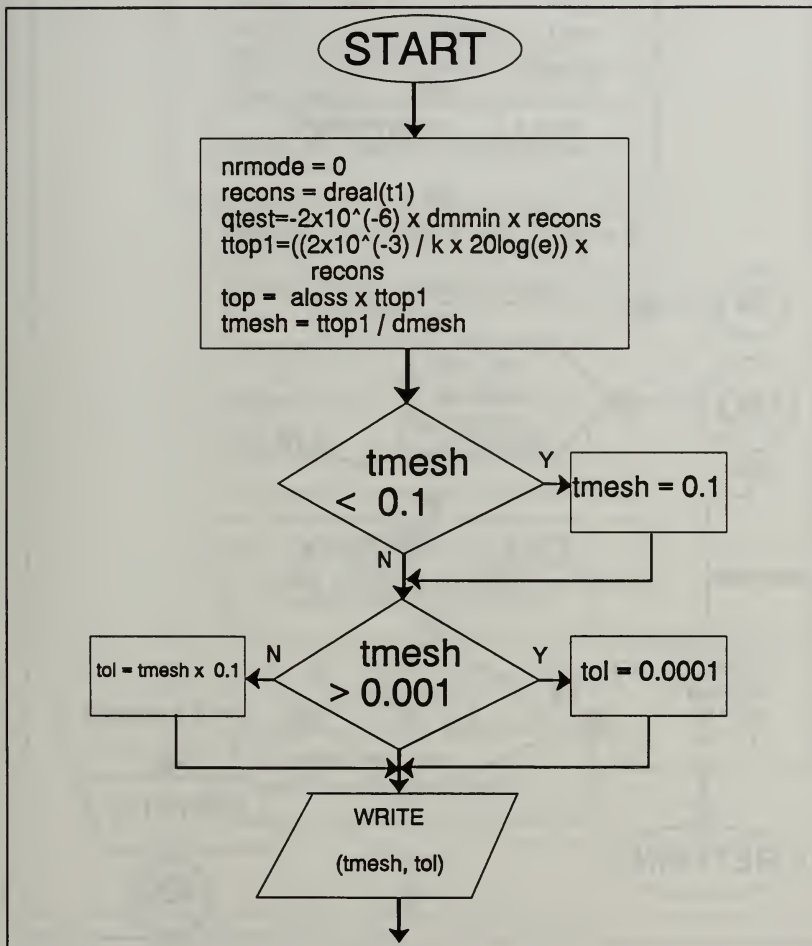 START
nrmode = 0
recons = dreal(t1)
qtest=-2x10^(-6) x dmmin x recons
ttop1=((2x10^(-3) / k x 20log(e)) x
recons
top = aloss x ttop1
tmesh = ttop1 / dmesh
tmesh
< 0.1
Y
tmesh = 0.1
N
tmesh
> 0.001
N
tol = tmesh x 0.1
Y
tol = 0.0001
WRITE
(tmesh, tol)